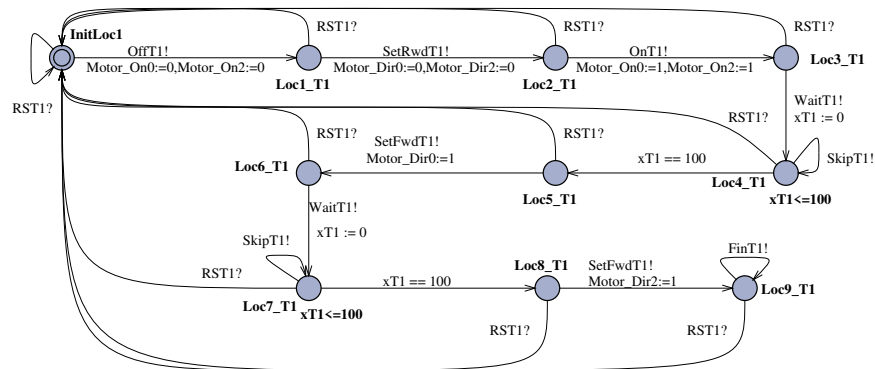 InitLoc1
RST1?
OffT1!
Motor_On0:=0,Motor_On2:=0
Loc1_T1
RST1?
SetRwdT1!
Motor_Dir0:=0,Motor_Dir2:=0
Loc2_T1
RST1?
OnT1!
Motor_On0:=1,Motor_On2:=1
Loc3_T1
RST1?
WaitT1!
xT1 := 0
RST1?
SkipT1!
Loc4_T1
xT1<=100
xT1 == 100
RST1?
Loc5_T1
SetFwdT1!
Motor_Dir0:=1
RST1?
Loc6_T1
WaitT1!
xT1 := 0
SkipT1!
RST1?
Loc7_T1
xT1<=100
xT1 == 100
Loc8_T1
RST1?
SetFwdT1!
Motor_Dir2:=1
FinT1!
Loc9_T1
RST1?